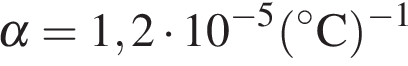 α = 1,2 · 10⁻⁵(°C)⁻¹